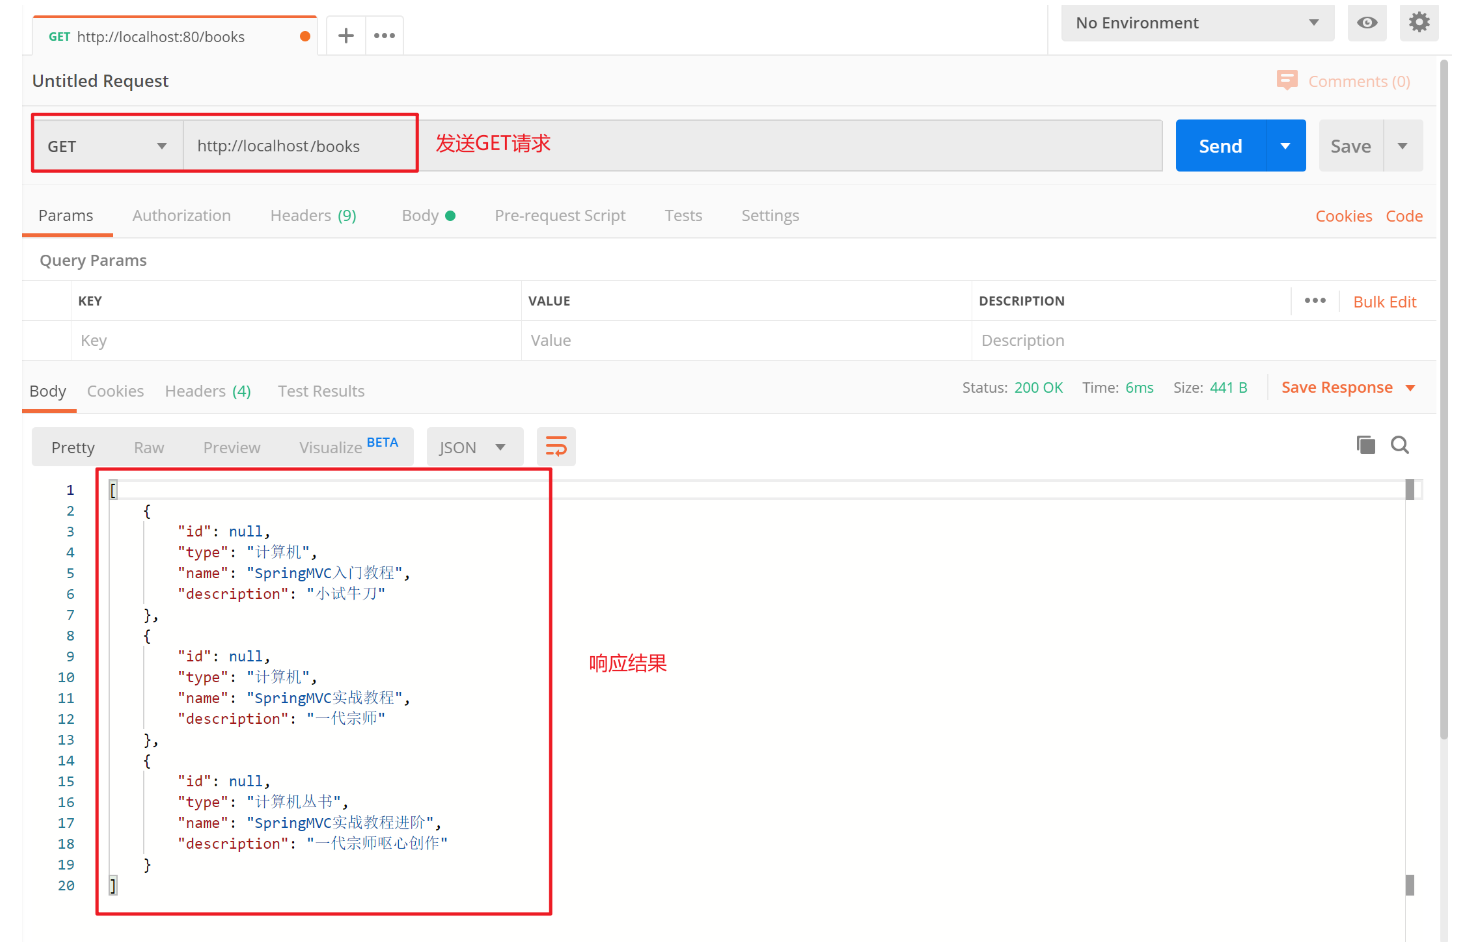 GET http://localhost:80/books
No Environment
Untitled Request
Comments (0)
GET http://localhost/books 发送GET请求 Send Save
Params Authorization Headers (9) Body Pre-request Script Tests Settings Cookies Code
Query Params
KEY VALUE DESCRIPTION Bulk Edit
Key Value Description
Body Cookies Headers (4) Test Results Status: 200 OK Time: 6ms Size: 441 B Save Response
Pretty Raw Preview Visualize BETA JSON
1 [
2 {
3 "id": null,
4 "type": "计算机",
5 "name": "SpringMVC入门教程",
6 "description": "小试牛刀"
7 },
8 {
9 "id": null,
10 "type": "计算机",
11 "name": "SpringMVC实战教程",
12 "description": "一代宗师"
13 },
14 {
15 "id": null,
16 "type": "计算机丛书",
17 "name": "SpringMVC实战教程进阶",
18 "description": "一代宗师呕心创作"
19 }
20 ]
响应结果